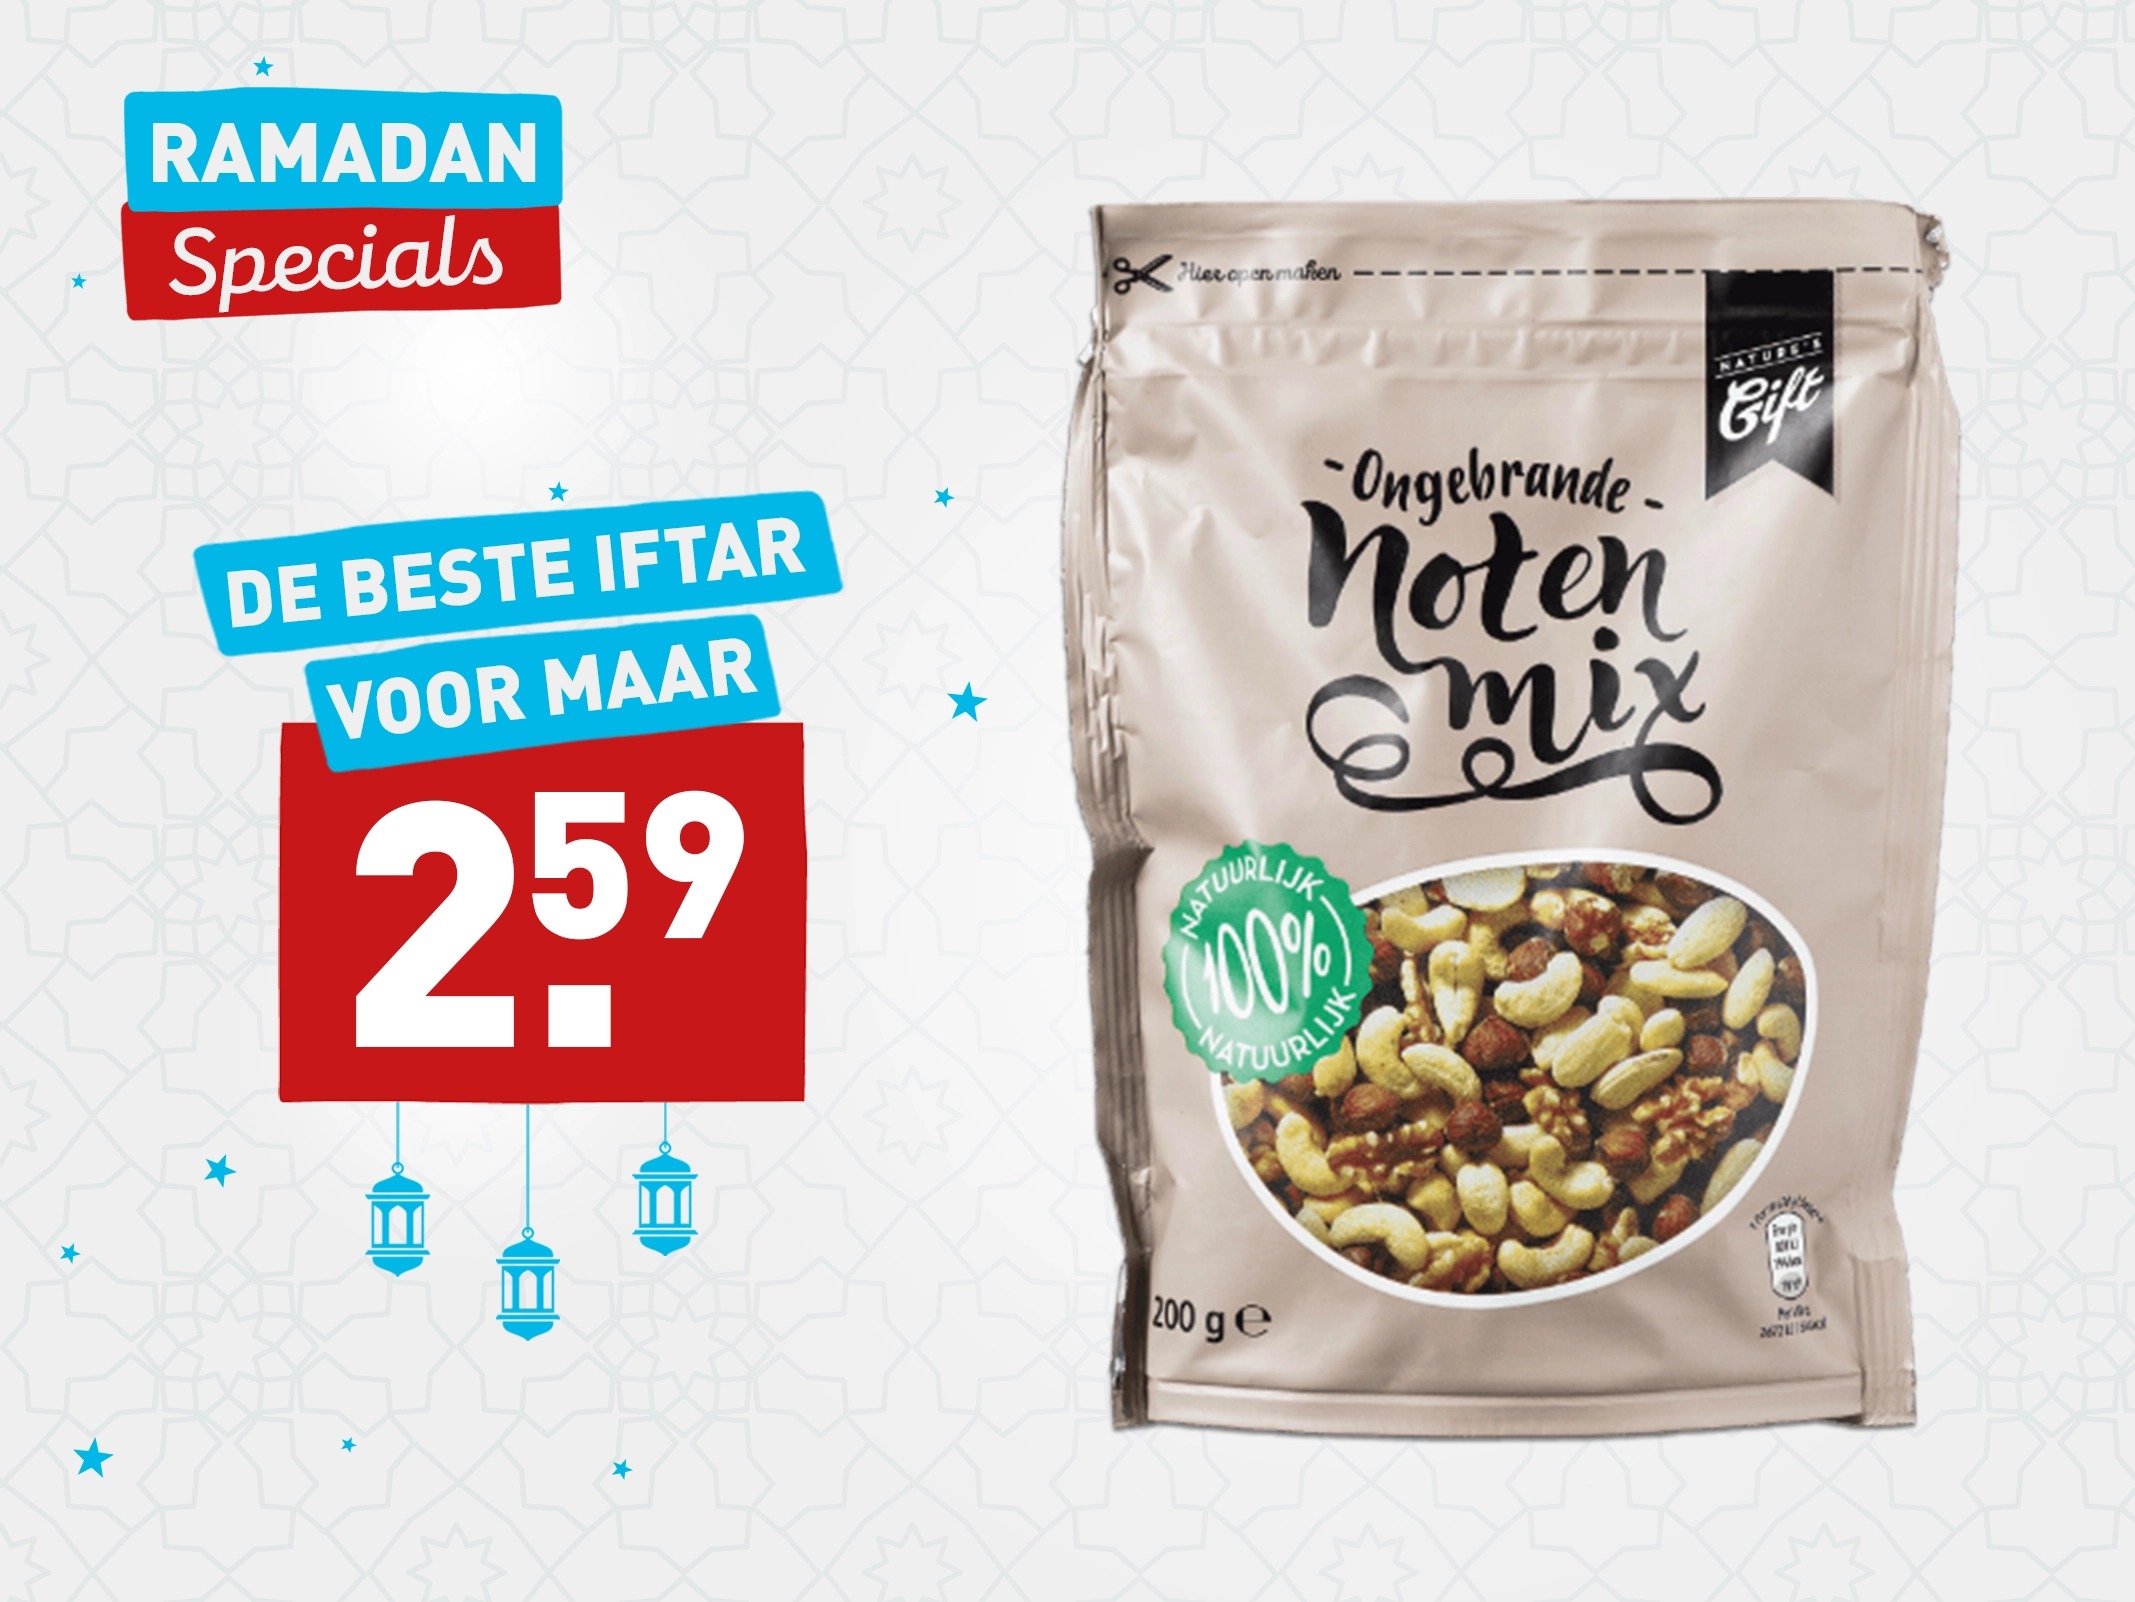 RAMADAN
Specials
DE BESTE IFTAR
VOOR MAAR
2.59
Hier open maken
NATURE'S
Gift
-Ongebrande-
Noten
mix
NATUURLIJK
100%
NATUURLIJK
200 g ℮